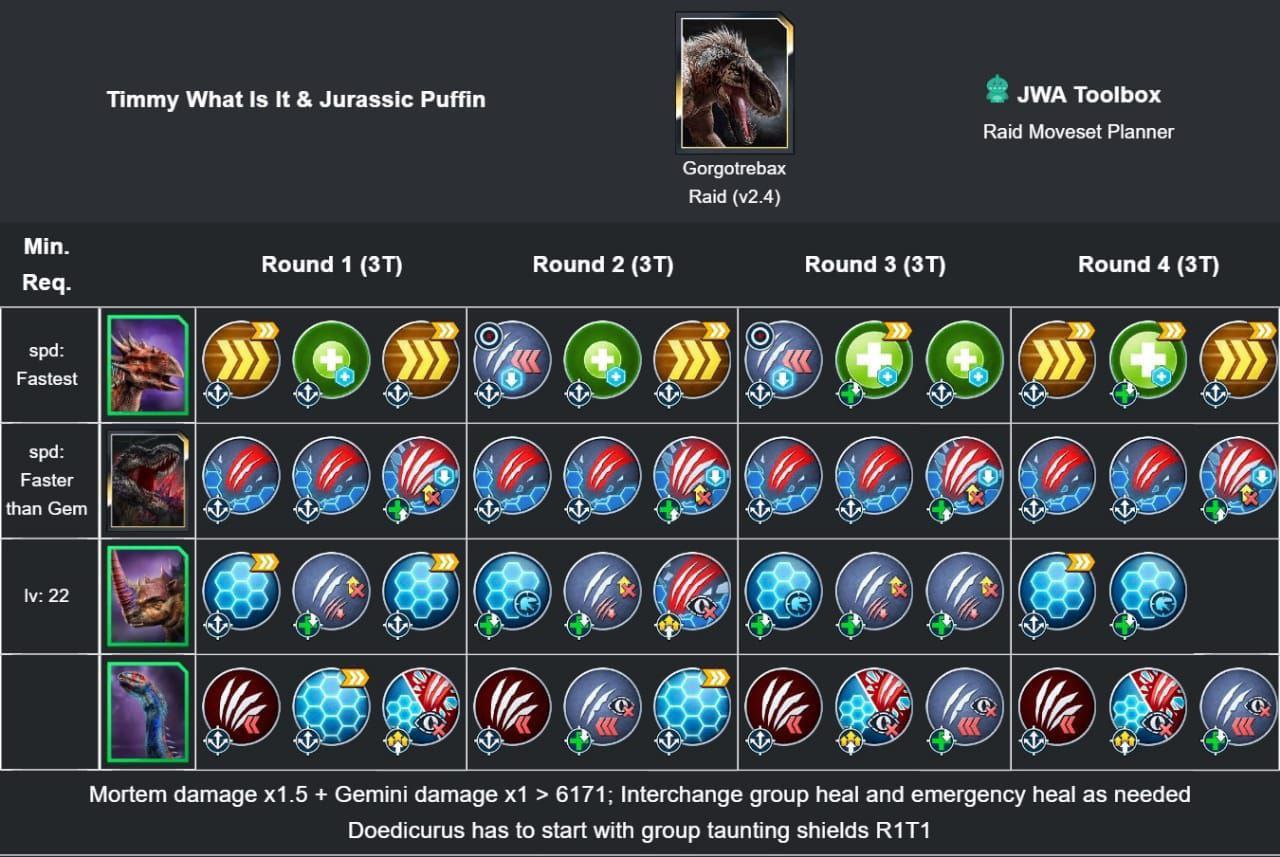 Timmy What Is It & Jurassic Puffin
JWA Toolbox
Raid Moveset Planner
Gorgotrebax
Raid (v2.4)
Min.
Req.
Round 1 (3T)
Round 2 (3T)
Round 3 (3T)
Round 4 (3T)
spd:
Fastest
spd:
Faster
than Gem
lv: 22
Mortem damage x1.5 + Gemini damage x1 > 6171; Interchange group heal and emergency heal as needed
Doedicurus has to start with group taunting shields R1T1